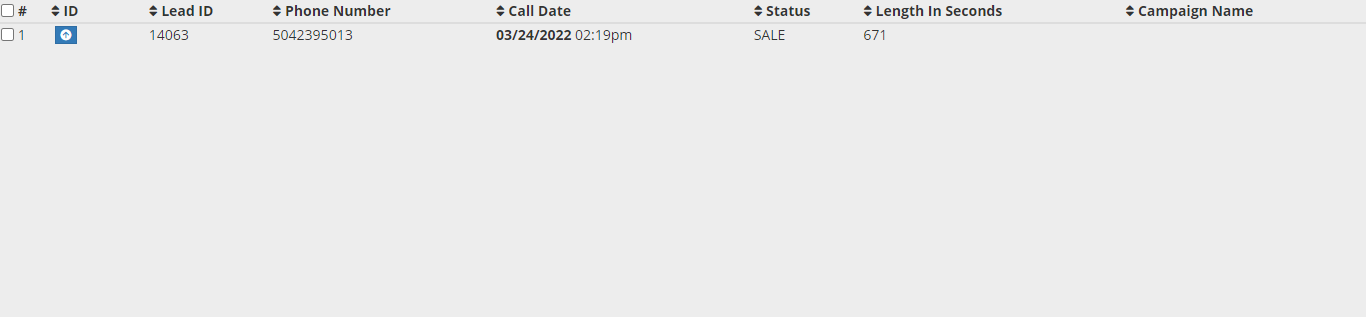 # ID Lead ID Phone Number Call Date Status Length In Seconds Campaign Name
1 14063 5042395013 03/24/2022 02:19pm SALE 671